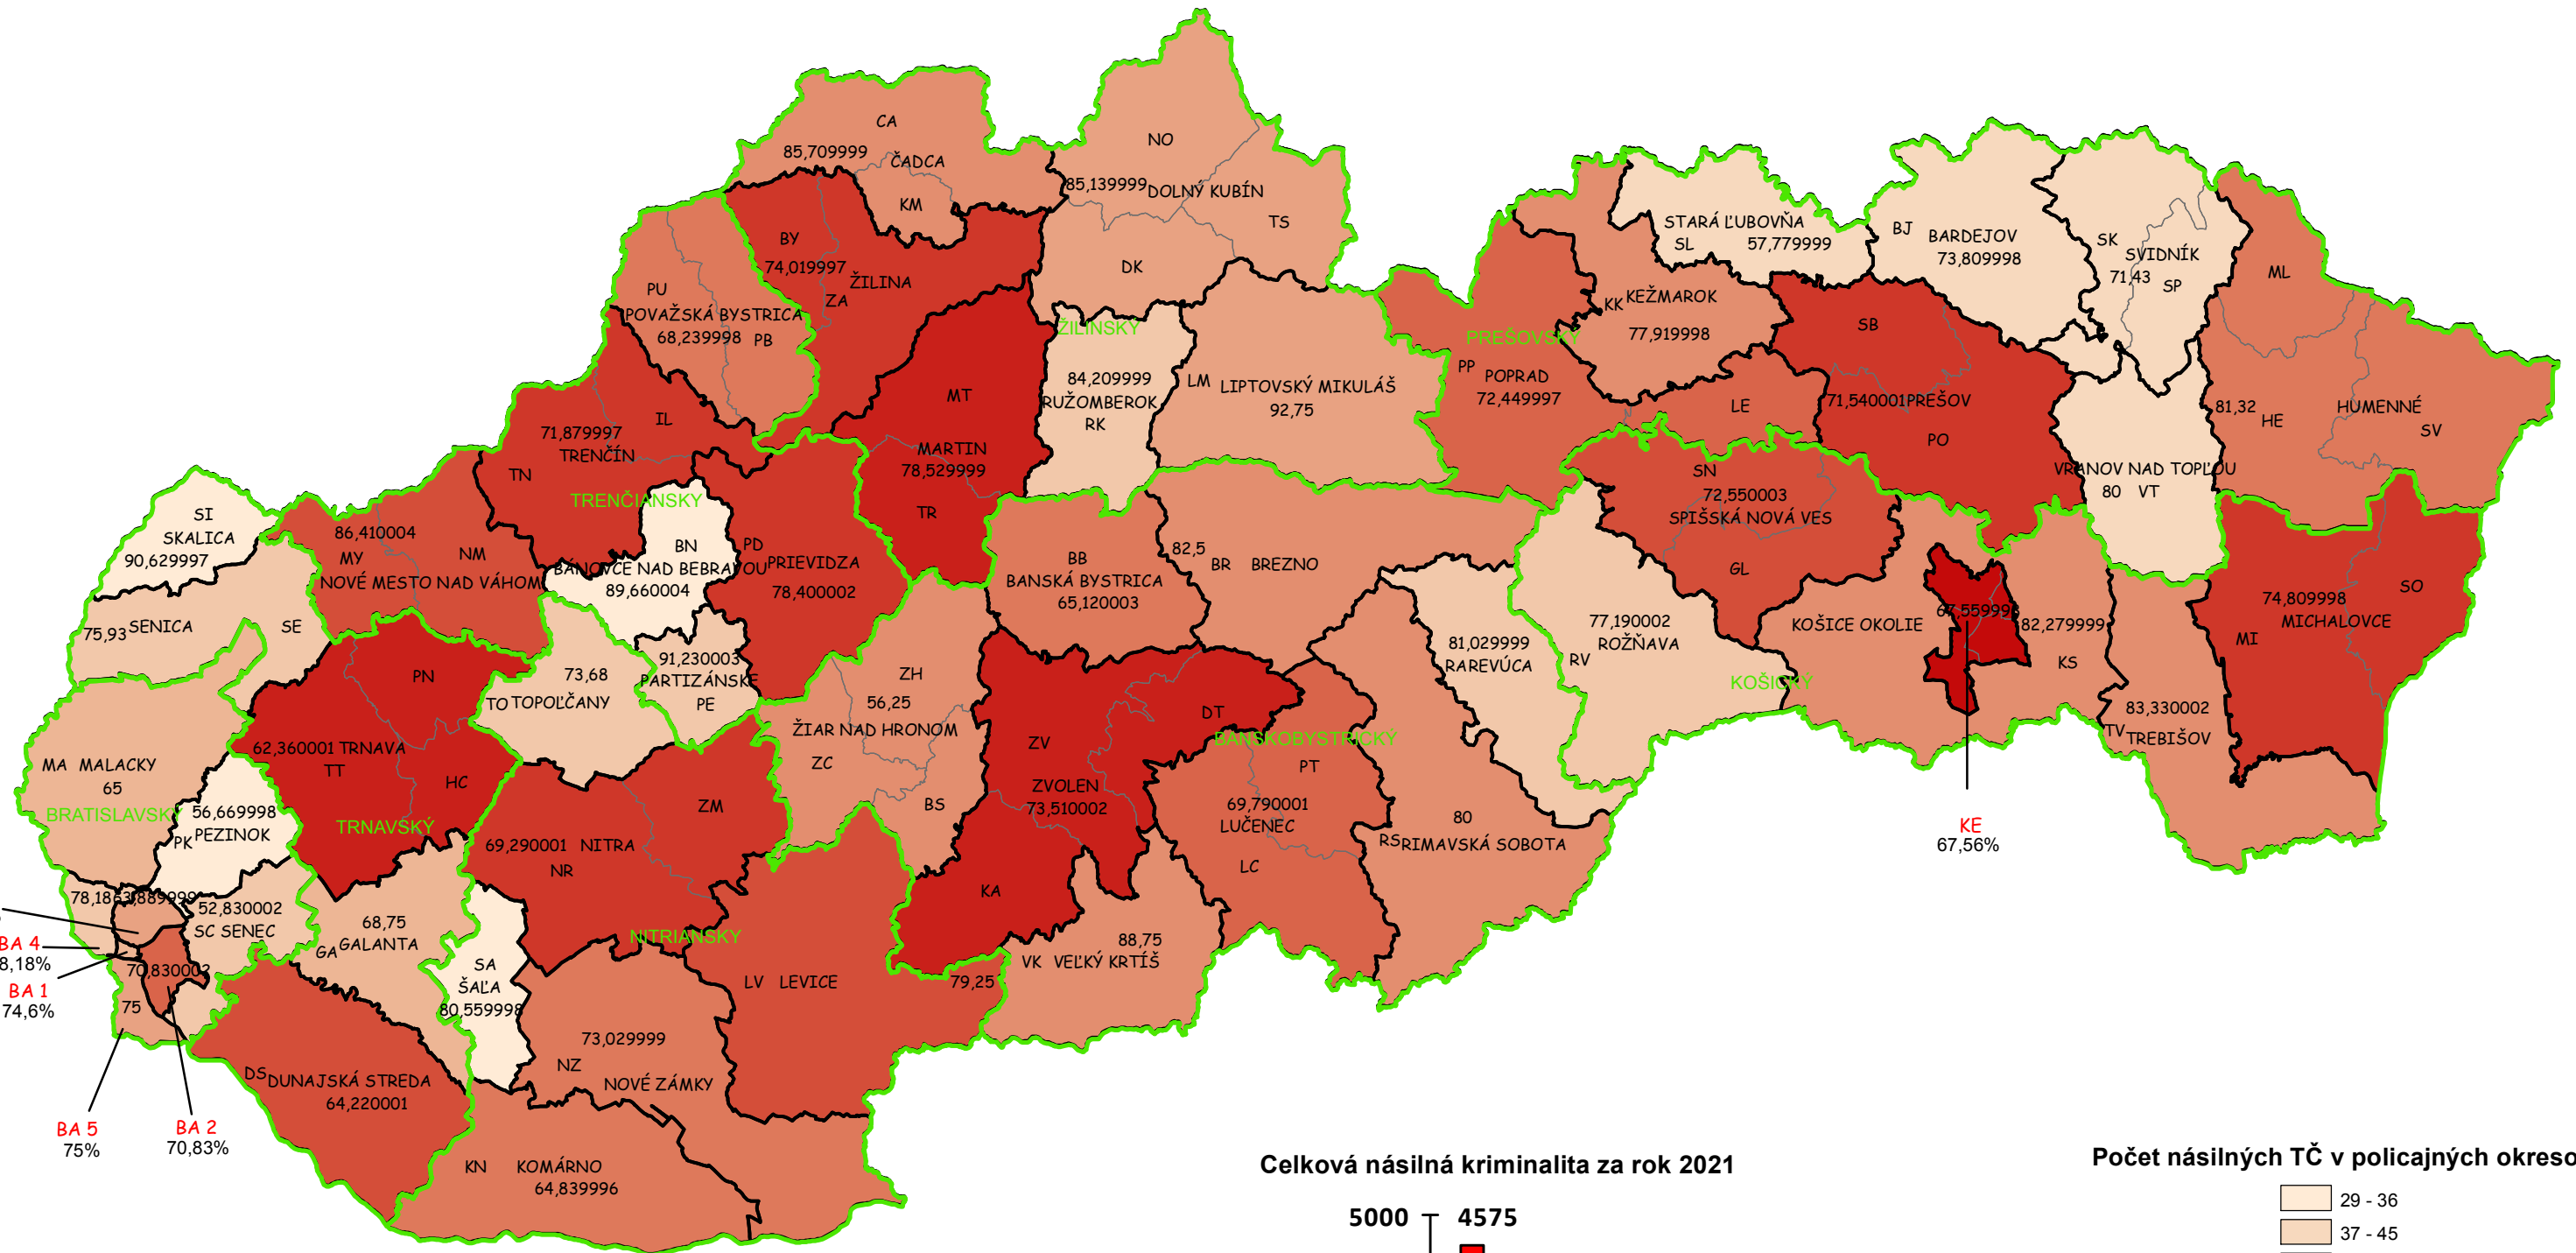 CA
85,709999
ČADCA
KM
NO
85,139999
DOLNÝ KUBÍN
TS
DK
BY
74,019997
ŽILINA
ZA
PU
POVAŽSKÁ BYSTRICA
68,239998 PB
STARÁ ĽUBOVŇA
SL 57,779999
BJ
BARDEJOV
73,809998
SK
SVIDNÍK
71,43
SP
ML
KK KEŽMAROK
77,919998
PREŠOVSKÝ
PP
POPRAD
72,449997
LE
SB
71,540001 PREŠOV
PO
81,32
HE
HUMENNÉ
SV
VRANOV NAD TOPĽOU
80 VT
ŽILINSKÝ
84,209999
RUŽOMBEROK
RK
LM LIPTOVSKÝ MIKULÁŠ
92,75
MT
MARTIN
78,529999
TR
IL
71,879997
TRENČÍN
TN
TRENČIANSKY
SI
SKALICA
90,629997
86,410004
MY
NM
NOVÉ MESTO NAD VÁHOM
BN
BÁNOVCE NAD BEBRAVOU
89,660004
PD
PRIEVIDZA
78,400002
BB
BANSKÁ BYSTRICA
65,120003
82,5
BR BREZNO
SN
72,550003
SPIŠSKÁ NOVÁ VES
GL
75,93 SENICA
SE
PN
73,68
TO TOPOĽČANY
91,230003
PARTIZÁNSKE
PE
ZH
56,25
ŽIAR NAD HRONOM
ZC
BS
81,029999
RAREVÚCA
77,190002
ROŽŇAVA
RV
KOŠICE OKOLIE
67,559998
82,279999
KS
KOŠICKÝ
74,809998
MICHALOVCE
MI
SO
83,330002
TV TREBIŠOV
62,360001 TRNAVA
TT
HC
TRNAVSKÝ
MA MALACKY
65
BRATISLAVSKÝ
56,669998
PK PEZINOK
ZV
DT
ZVOLEN
73,510002
KA
BANSKOBYSTRICKÝ
PT
69,790001
LUČENEC
LC
80
RS RIMAVSKÁ SOBOTA
KE
67,56%
69,290001 NITRA
NR
ZM
NITRIANSKY
52,830002
SC SENEC
68,75
GA GALANTA
BA 4
8,18%
BA 1
74,6%
70,830002
75
SA
ŠAĽA
80,559998
LV LEVICE
79,25
88,75
VK VEĽKÝ KRTÍŠ
73,029999
NZ
NOVÉ ZÁMKY
DS DUNAJSKÁ STREDA
64,220001
BA 5
75%
BA 2
70,83%
KN KOMÁRNO
64,839996
Celková násilná kriminalita za rok 2021
5000 4575
Počet násilných TČ v policajných okreso
29 - 36
37 - 45